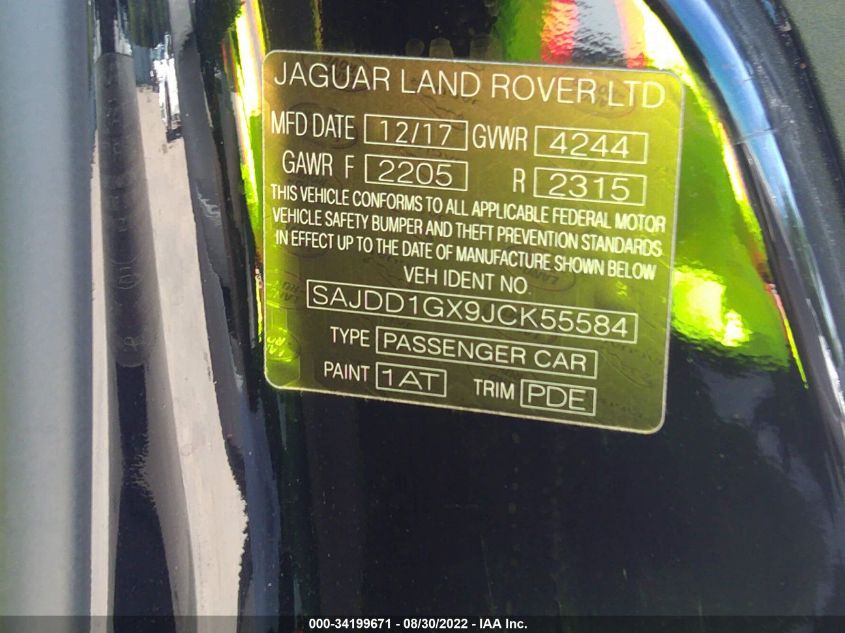 JAGUAR LAND ROVER LTD
MFD DATE 12/17 GVWR 4244
GAWR F 2205 R 2315
THIS VEHICLE CONFORMS TO ALL APPLICABLE FEDERAL MOTOR
VEHICLE SAFETY BUMPER AND THEFT PREVENTION STANDARDS
IN EFFECT UP TO THE DATE OF MANUFACTURE SHOWN BELOW
VEH IDENT NO.
SAJDD1GX9JCK55584
TYPE PASSENGER CAR
PAINT 1AT TRIM PDE
000-34199671 - 08/30/2022 - IAA Inc.